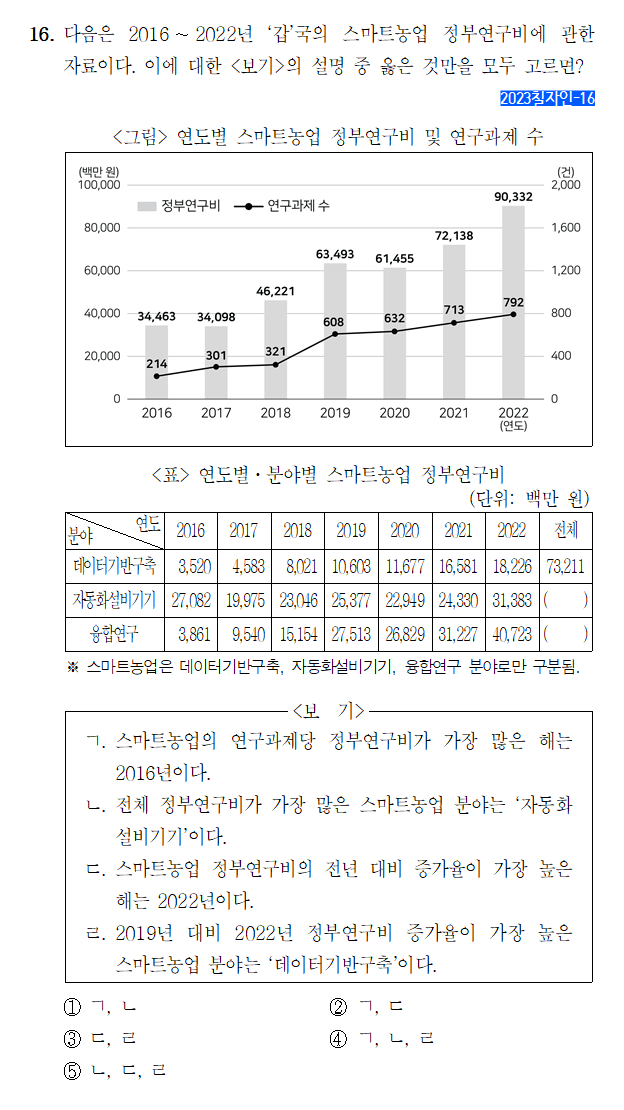 16. 다음은 2016 ~ 2022년 ‘갑’국의 스마트농업 정부연구비에 관한
자료이다. 이에 대한 <보기>의 설명 중 옳은 것만을 모두 고르면?
2023칠자인-16
<그림> 연도별 스마트농업 정부연구비 및 연구과제 수
(백만 원) (건)
100,000 2,000
정부연구비 연구과제 수 90,332
80,000 72,138 1,600
60,000 63,493 61,455 1,200
46,221
40,000 34,463 34,098 608 632 713 792 800
20,000 214 301 321 400
0 0
2016 2017 2018 2019 2020 2021 2022
(연도)
<표> 연도별·분야별 스마트농업 정부연구비
(단위: 백만 원)
분야 연도 2016 2017 2018 2019 2020 2021 2022 전체
데이터기반구축 3,520 4,583 8,021 10,603 11,677 16,581 18,226 73,211
자동화설비기기 27,082 19,975 23,046 25,377 22,949 24,330 31,383 ( )
융합연구 3,861 9,540 15,154 27,513 26,829 31,227 40,723 ( )
※ 스마트농업은 데이터기반구축, 자동화설비기기, 융합연구 분야로만 구분됨.
<보 기>
ㄱ. 스마트농업의 연구과제당 정부연구비가 가장 많은 해는
2016년이다.
ㄴ. 전체 정부연구비가 가장 많은 스마트농업 분야는 ‘자동화
설비기기’이다.
ㄷ. 스마트농업 정부연구비의 전년 대비 증가율이 가장 높은
해는 2022년이다.
ㄹ. 2019년 대비 2022년 정부연구비 증가율이 가장 높은
스마트농업 분야는 ‘데이터기반구축’이다.
① ㄱ, ㄴ ② ㄱ, ㄷ
③ ㄷ, ㄹ ④ ㄱ, ㄴ, ㄹ
⑤ ㄴ, ㄷ, ㄹ